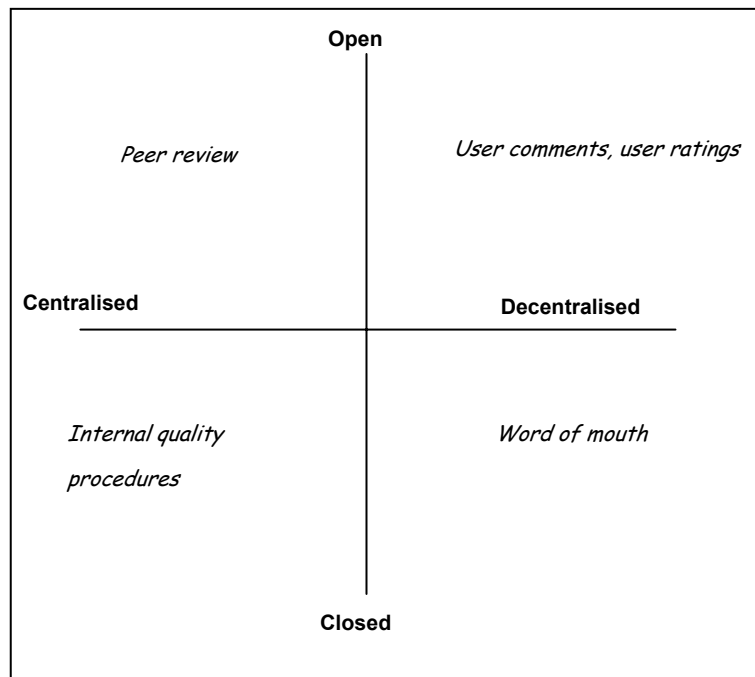 Open
Peer review
User comments, user ratings
Centralised
Decentralised
Internal quality
procedures
Word of mouth
Closed